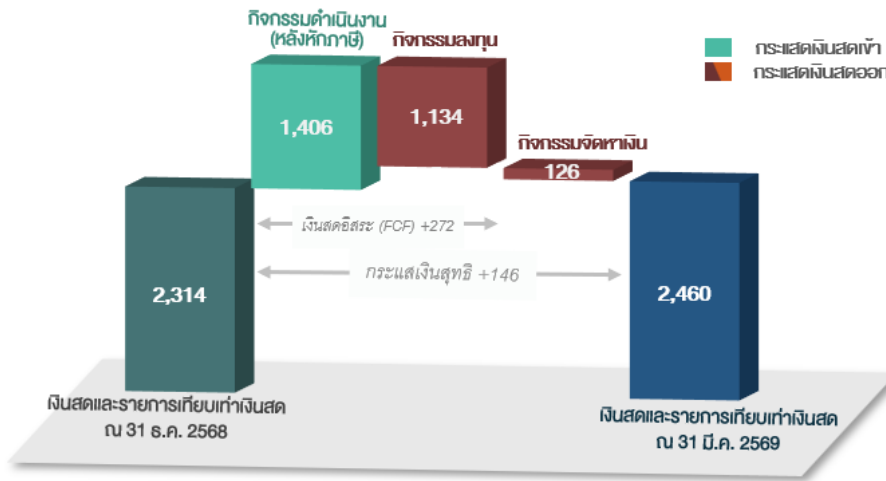 กิจกรรมดำเนินงาน
(หลังหักภาษี)
กิจกรรมลงทุน
กระแสดเงินสดเข้า
กระแสดเงินสดออก
1,406
1,134
กิจกรรมจัดหาเงิน
126
เงินสดอิสระ (FCF) +272
กระแสเงินสุทธิ +146
2,314
2,460
เงินสดและรายการเทียบเท่าเงินสด
ณ 31 ธ.ค. 2568
เงินสดและรายการเทียบเท่าเงินสด
ณ 31 มี.ค. 2569